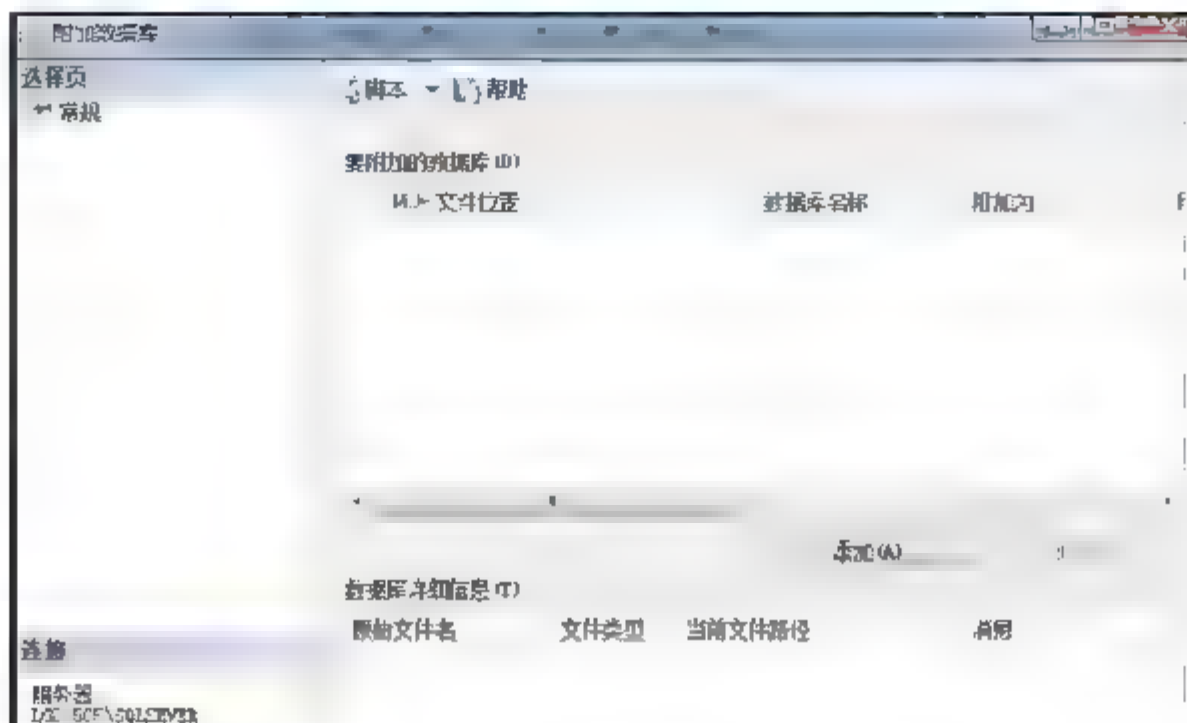 附加数据库
选择页
常规
脚本 帮助
要附加的数据库(D)
MDF 文件位置 数据库名称 附加为
添加(A)
数据库详细信息(T)
原始文件名 文件类型 当前文件路径 消息
连接
服务器